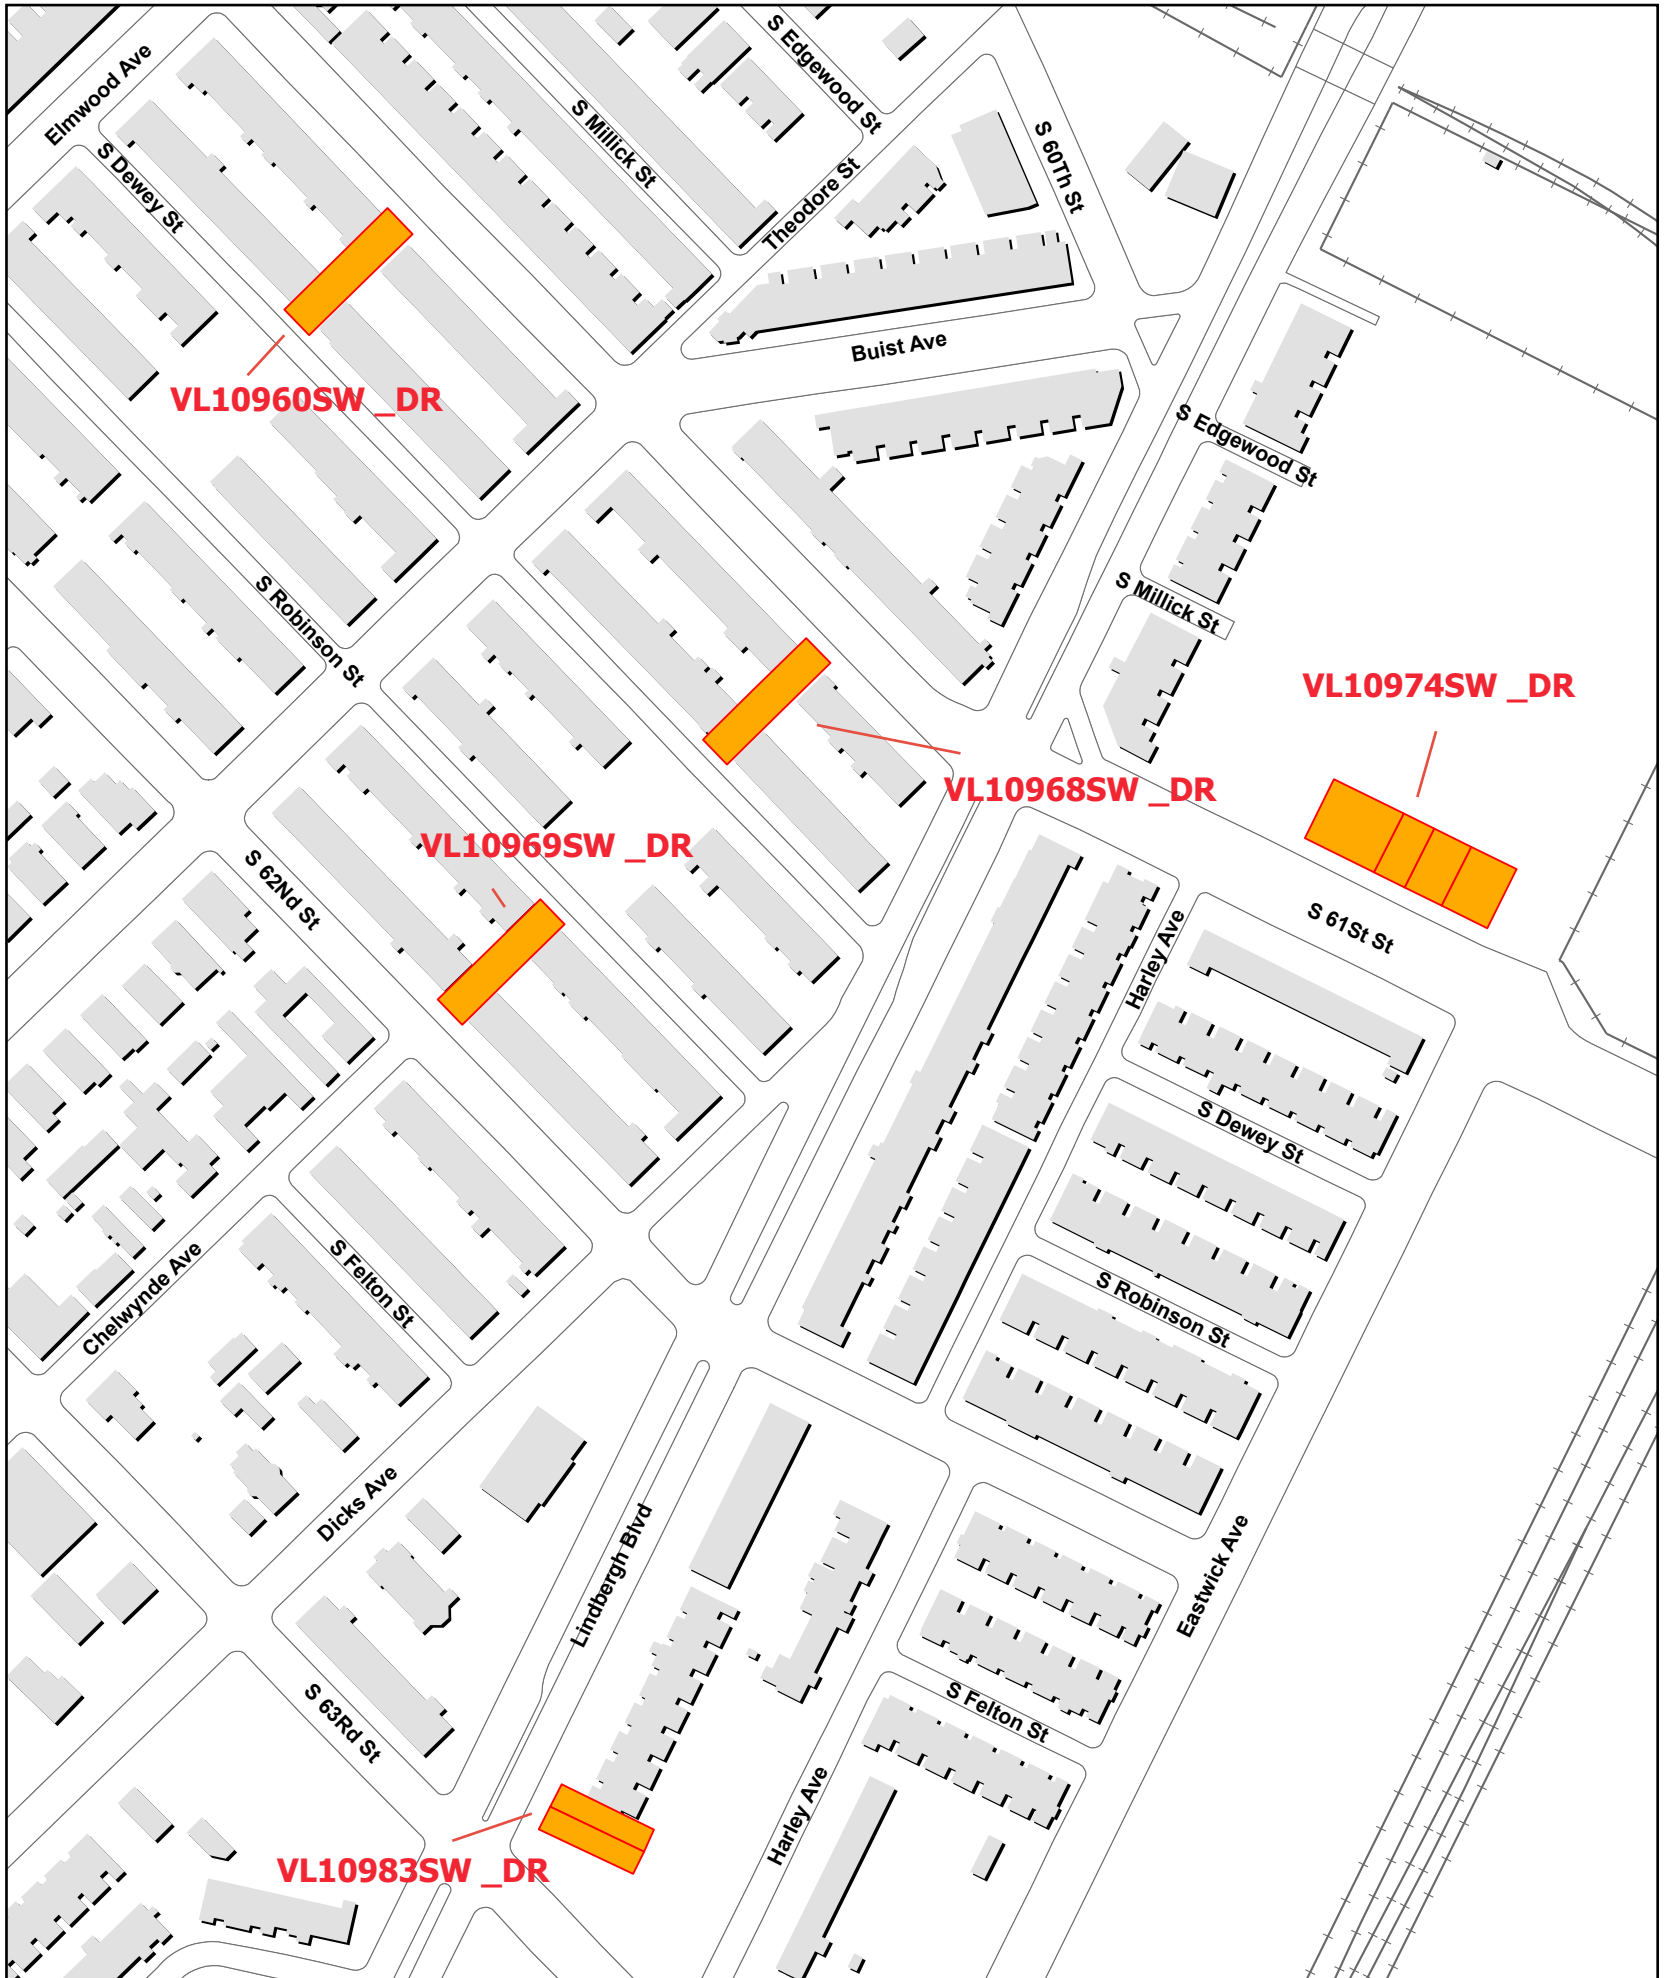 Elmwood Ave
S Edgewood St
S Millick St
S 60Th St
S Dewey St
Theodore St
Buist Ave
VL10960SW _DR
S Edgewood St
S Millick St
S Robinson St
VL10974SW _DR
VL10968SW _DR
VL10969SW _DR
S 62Nd St
S 61St St
Harley Ave
S Dewey St
Chelwynde Ave
S Felton St
S Robinson St
Dicks Ave
Lindbergh Blvd
Eastwick Ave
S 63Rd St
S Felton St
Harley Ave
VL10983SW _DR